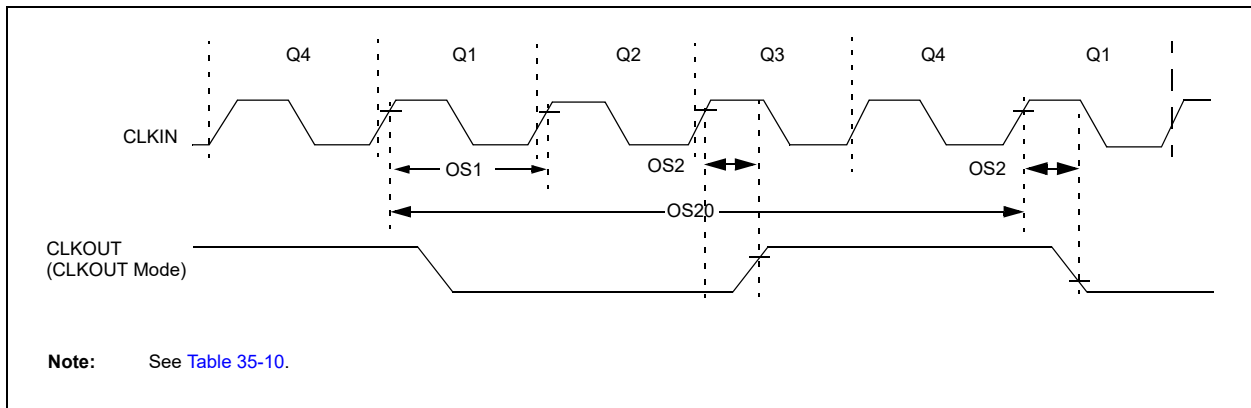 Q4 Q1 Q2 Q3 Q4 Q1
CLKIN
OS1 OS2 OS2
OS20
CLKOUT
(CLKOUT Mode)
Note: See Table 35-10.